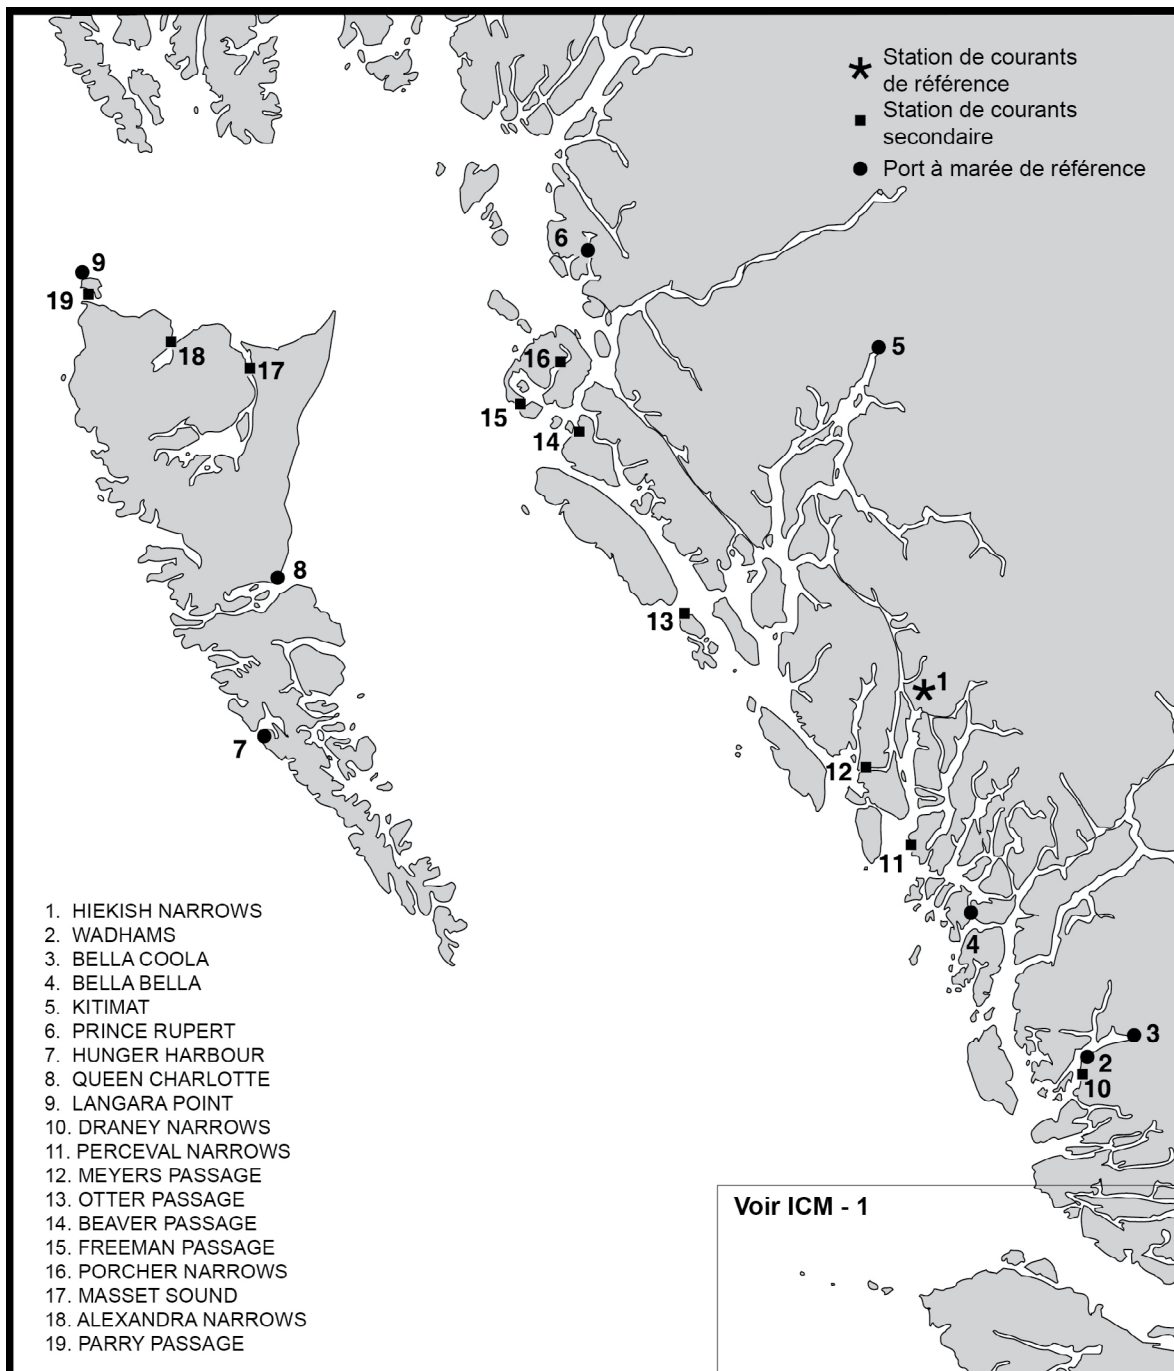 Station de courants
de référence
Station de courants
secondaire
Port à marée de référence
6
9
19
18
17
16
15
14
5
8
13
1
7
12
11
4
3
2
10
1. HIEKISH NARROWS
2. WADHAMS
3. BELLA COOLA
4. BELLA BELLA
5. KITIMAT
6. PRINCE RUPERT
7. HUNGER HARBOUR
8. QUEEN CHARLOTTE
9. LANGARA POINT
10. DRANEY NARROWS
11. PERCEVAL NARROWS
12. MEYERS PASSAGE
13. OTTER PASSAGE
14. BEAVER PASSAGE
15. FREEMAN PASSAGE
16. PORCHER NARROWS
17. MASSET SOUND
18. ALEXANDRA NARROWS
19. PARRY PASSAGE
Voir ICM - 1